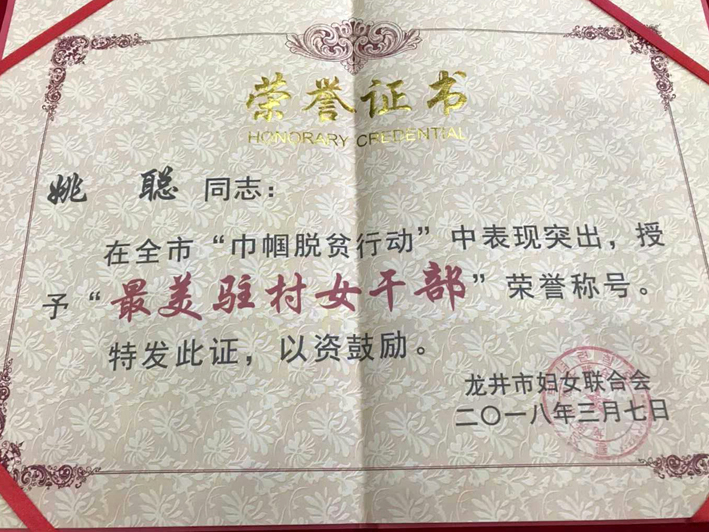 荣誉证书
HONORARY CREDENTIAL
姚 聪 同志：
在全市“巾帼脱贫行动”中表现突出，授
予“最美驻村女干部”荣誉称号。
特发此证，以资鼓励。
龙井市妇女联合会
二〇一八年三月七日